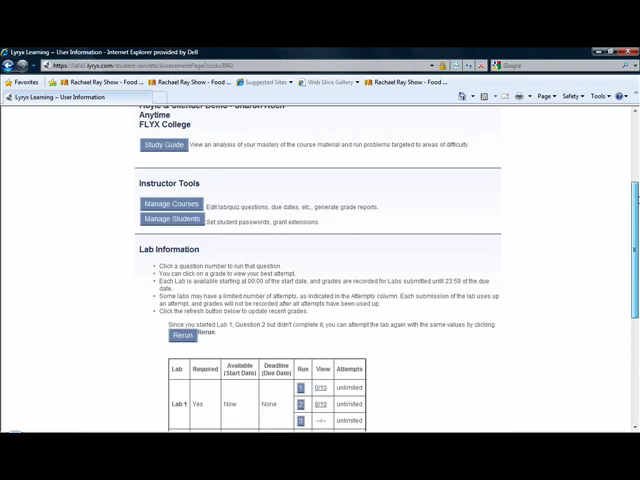 Lyryx Learning ~ User Information - Internet Explorer provided by Dell
Google
Favorites Rachael Ray Show - Food ... Rachael Ray Show - Food ... Suggested Sites Web Slice Gallery Rachael Ray Show - Food ...
Lyryx Learning ~ User Information Page Safety Tools
Anytime
FLYX College
Study Guide View an analysis of your mastery of the course material and run problems targeted to areas of difficulty.
Instructor Tools
Manage Courses Edit lab/quiz questions, due dates, etc., generate grade reports.
Manage Students Set student passwords, grant extensions
Lab Information
• Click a question number to run that question.
• You can click on a grade to view your best attempt.
• Each Lab is available starting at 00:00 of the start date, and grades are recorded for Labs submitted until 23:59 of the due
date.
• Some labs may have a limited number of attempts, as indicated in the Attempts column. Each submission of the lab uses up
an attempt, and grades will not be recorded after all attempts have been used up.
• Click the refresh button below to update recent grades.
Since you started Lab 1, Question 2 but didn't complete it, you can attempt the lab again with the same values by clicking
Rerun Rerun.
Lab Required Available (Start Date) Deadline (Due Date) Run View Attempts
1 0/10 unlimited
Lab 1 Yes Now None 2 8/10 unlimited
3 --/-- unlimited